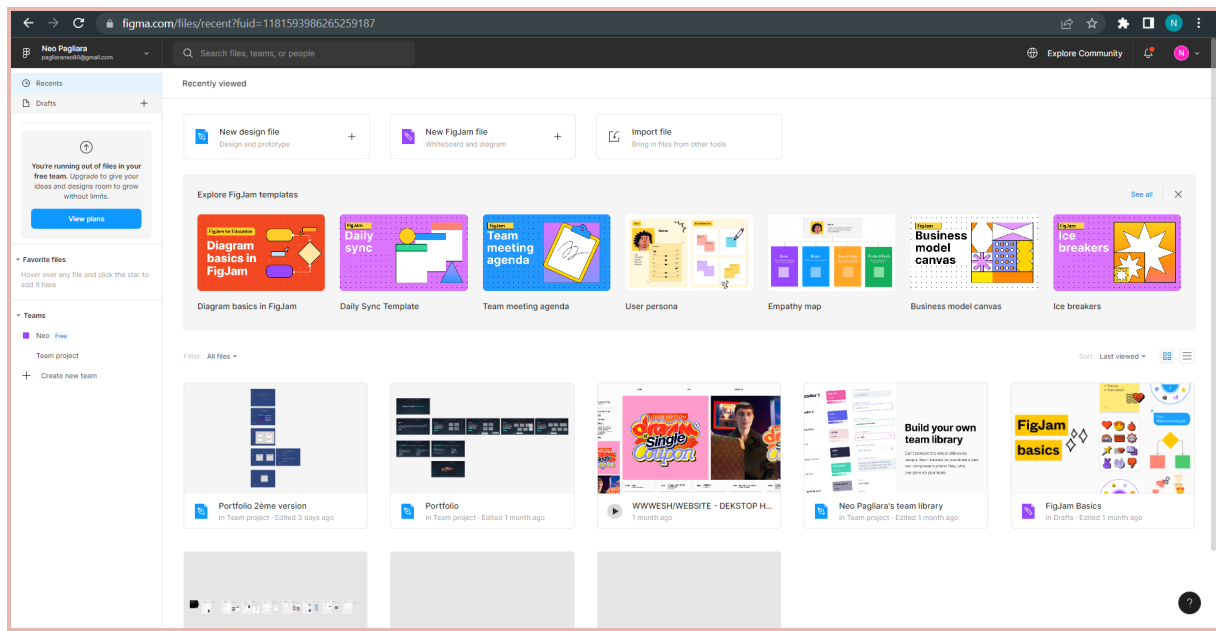 figma.com/files/recent?fuid=1181593986265259187
N
Neo Pagliara
pagliaraneo90@gmail.com
Search files, teams, or people
Explore Community
N
Recents
Drafts
Recently viewed
You're running out of files in your
free team. Upgrade to give your
ideas and designs room to grow
without limits.
View plans
Favorite files
Hover over any file and click the star to
add it here
Teams
Neo Free
Team project
Create new team
New design file
Design and prototype
New FigJam file
Whiteboard and diagram
Import file
Bring in files from other tools
Explore FigJam templates
See all
FigJam for Education
Diagram
basics in
FigJam
FigJam
Daily
sync
FigJam
Team
meeting
agenda
FigJam
Business
model
canvas
FigJam
Ice
breakers
Diagram basics in FigJam
Daily Sync Template
Team meeting agenda
User persona
Empathy map
Business model canvas
Ice breakers
Filter: All files
Sort: Last viewed
dream
Single
Coupon
Build your own
team library
FigJam
basics
Portfolio 2ème version
In Team project · Edited 3 days ago
Portfolio
In Team project · Edited 1 month ago
WWWESH/WEBSITE - DEKSTOP H...
1 month ago
Neo Pagliara's team library
In Team project · Edited 1 month ago
FigJam Basics
In Drafts · Edited 1 month ago
?